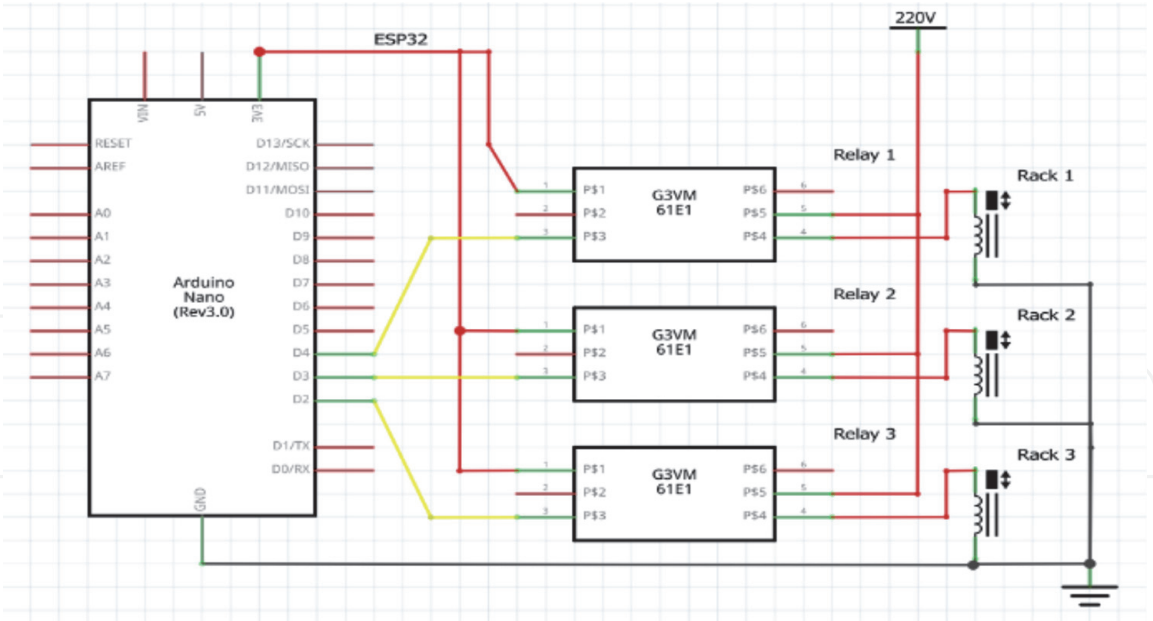 220V
ESP32
VIN
5V
3V3
RESET
AREF
A0
A1
A2
A3
A4
A5
A6
A7
D13/SCK
D12/MISO
D11/MOSI
D10
D9
D8
D7
D6
D5
D4
D3
D2
D1/TX
D0/RX
GND
Arduino
Nano
(Rev3.0)
Relay 1
1 P$1
2 P$2
3 P$3
G3VM
61E1
P$6 6
P$5 5
P$4 4
Rack 1
Relay 2
1 P$1
2 P$2
3 P$3
G3VM
61E1
P$6 6
P$5 5
P$4 4
Rack 2
Relay 3
1 P$1
2 P$2
3 P$3
G3VM
61E1
P$6 6
P$5 5
P$4 4
Rack 3